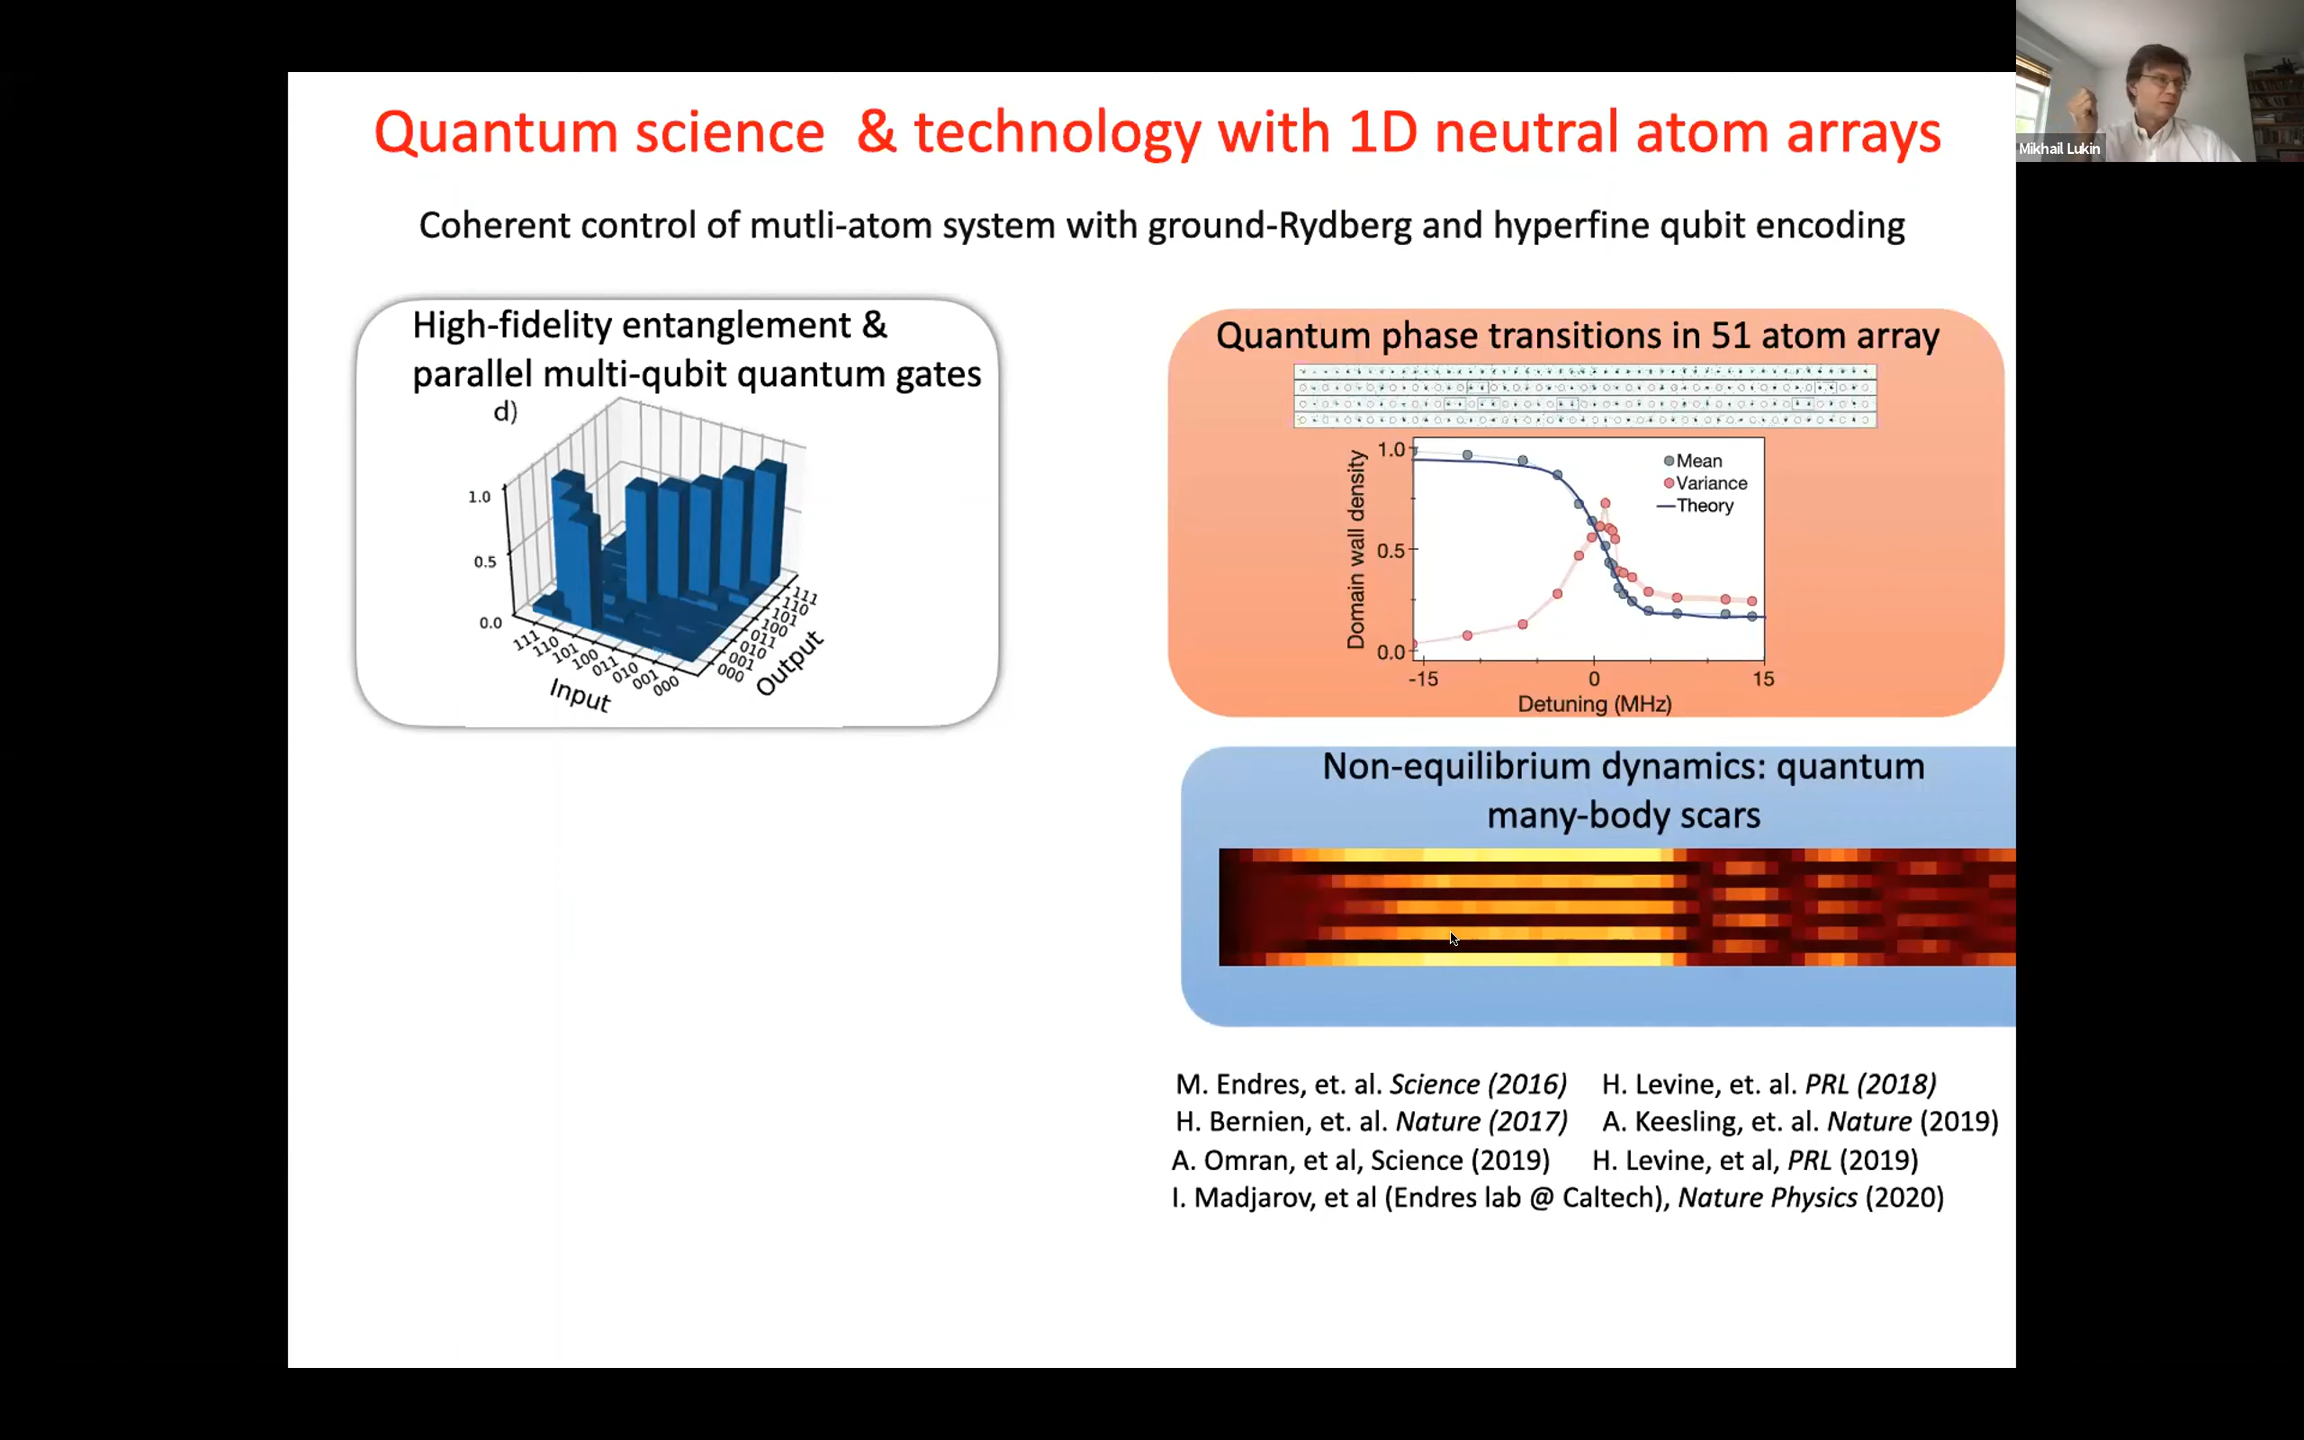 Quantum science & technology with 1D neutral atom arrays
Mikhail Lukin
Coherent control of mutli-atom system with ground-Rydberg and hyperfine qubit encoding
High-fidelity entanglement &
parallel multi-qubit quantum gates
d)
1.0
0.5
0.0
111
110
101
100
011
010
001
000
Input
111
110
101
100
011
010
001
000
Output
Quantum phase transitions in 51 atom array
Domain wall density
1.0
0.5
0.0
Mean
Variance
Theory
-15
0
15
Detuning (MHz)
Non-equilibrium dynamics: quantum
many-body scars
M. Endres, et. al. Science (2016) H. Levine, et. al. PRL (2018)
H. Bernien, et. al. Nature (2017) A. Keesling, et. al. Nature (2019)
A. Omran, et al, Science (2019) H. Levine, et al, PRL (2019)
I. Madjarov, et al (Endres lab @ Caltech), Nature Physics (2020)